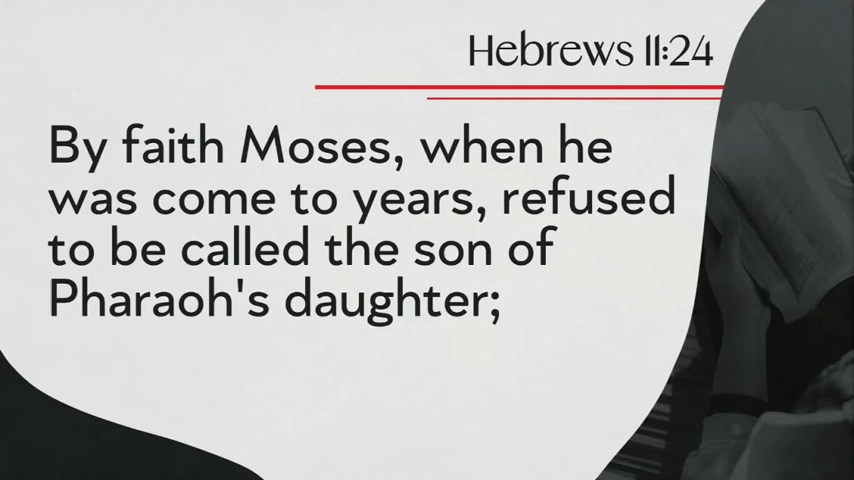 Hebrews 11:24
By faith Moses, when he
was come to years, refused
to be called the son of
Pharaoh's daughter;